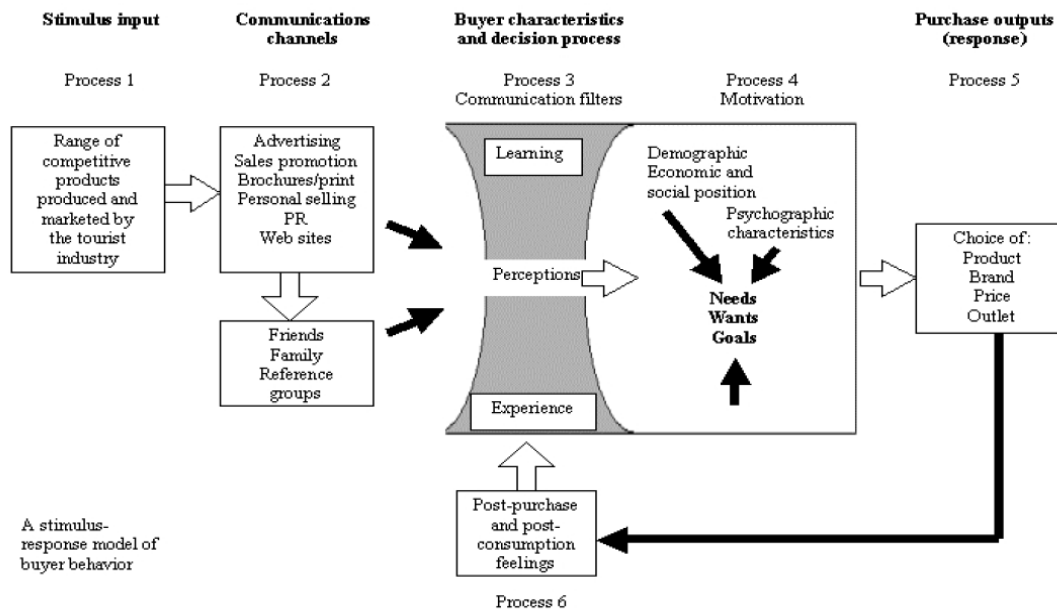 Stimulus input
Communications
channels
Buyer characteristics
and decision process
Purchase outputs
(response)
Process 1
Process 2
Process 3
Communication filters
Process 4
Motivation
Process 5
Range of
competitive
products
produced and
marketed by
the tourist
industry
Advertising
Sales promotion
Brochures/print
Personal selling
PR
Web sites
Friends
Family
Reference
groups
Learning
Perceptions
Experience
Demographic
Economic and
social position
Psychographic
characteristics
Needs
Wants
Goals
Choice of:
Product
Brand
Price
Outlet
Post-purchase
and post-
consumption
feelings
Process 6
A stimulus-
response model of
buyer behavior